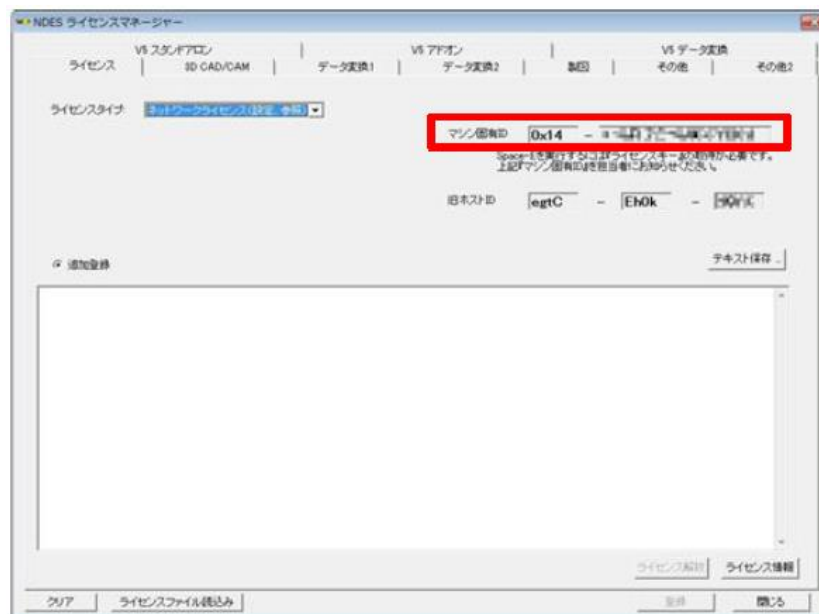 NDES ライセンスマネージャー
V5 スタンドアロン V5 アドオン V5 データ変換
ライセンス 3D CAD/CAM データ変換1 データ変換2 製図 その他 その他2
ライセンスタイプ: ネットワークライセンス(設定、参照)
マシン固有ID 0x14 -
Space-Eを実行するには『ライセンスキー』の取得が必要です。
上記『マシン固有ID』を担当者にお知らせください。
旧ホストID egtC - Eh0k -
追加登録 テキスト保存
ライセンス解放 ライセンス情報
クリア ライセンスファイル読込み 登録 閉じる